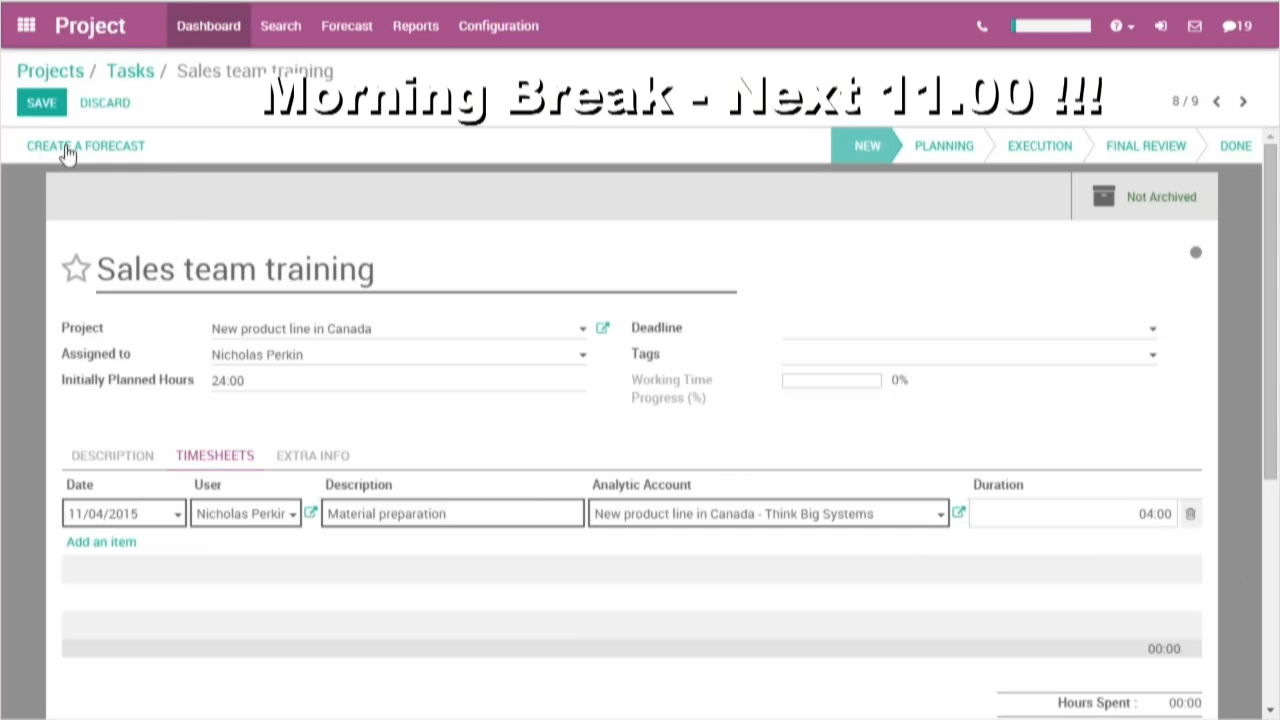 Project Dashboard Search Forecast Reports Configuration 19
Projects / Tasks / Sales team training
Morning Break - Next 11.00 !!!
SAVE DISCARD 8 / 9
CREATE A FORECAST NEW PLANNING EXECUTION FINAL REVIEW DONE
Not Archived
Sales team training
Project New product line in Canada Deadline
Assigned to Nicholas Perkin Tags
Initially Planned Hours 24:00 Working Time Progress (%) 0%
DESCRIPTION TIMESHEETS EXTRA INFO
Date User Description Analytic Account Duration
11/04/2015 Nicholas Perkin Material preparation New product line in Canada - Think Big Systems 04:00
Add an item
00:00
Hours Spent : 00:00